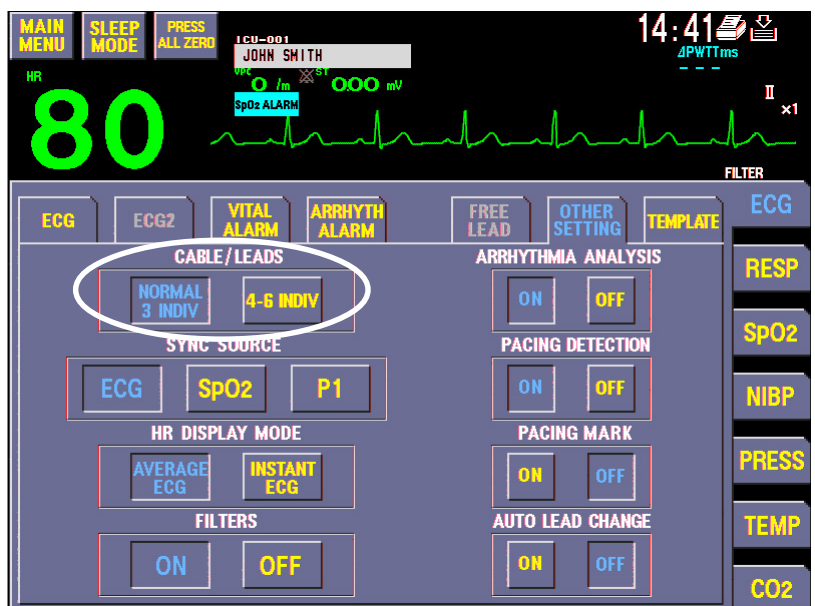 MAIN MENU
SLEEP MODE
PRESS ALL ZERO
ICU-001
JOHN SMITH
14:41
ΔPWTTms
- - -
HR
80
VPC
0 /m
ST
0.00 mV
SpO2 ALARM
II
×1
FILTER
ECG
ECG2
VITAL ALARM
ARRHYTH ALARM
FREE LEAD
OTHER SETTING
TEMPLATE
ECG
RESP
SpO2
NIBP
PRESS
TEMP
CO2
CABLE/LEADS
NORMAL 3 INDIV
4-6 INDIV
SYNC SOURCE
ECG SpO2 P1
HR DISPLAY MODE
AVERAGE ECG
INSTANT ECG
FILTERS
ON OFF
ARRHYTHMIA ANALYSIS
ON OFF
PACING DETECTION
ON OFF
PACING MARK
ON OFF
AUTO LEAD CHANGE
ON OFF